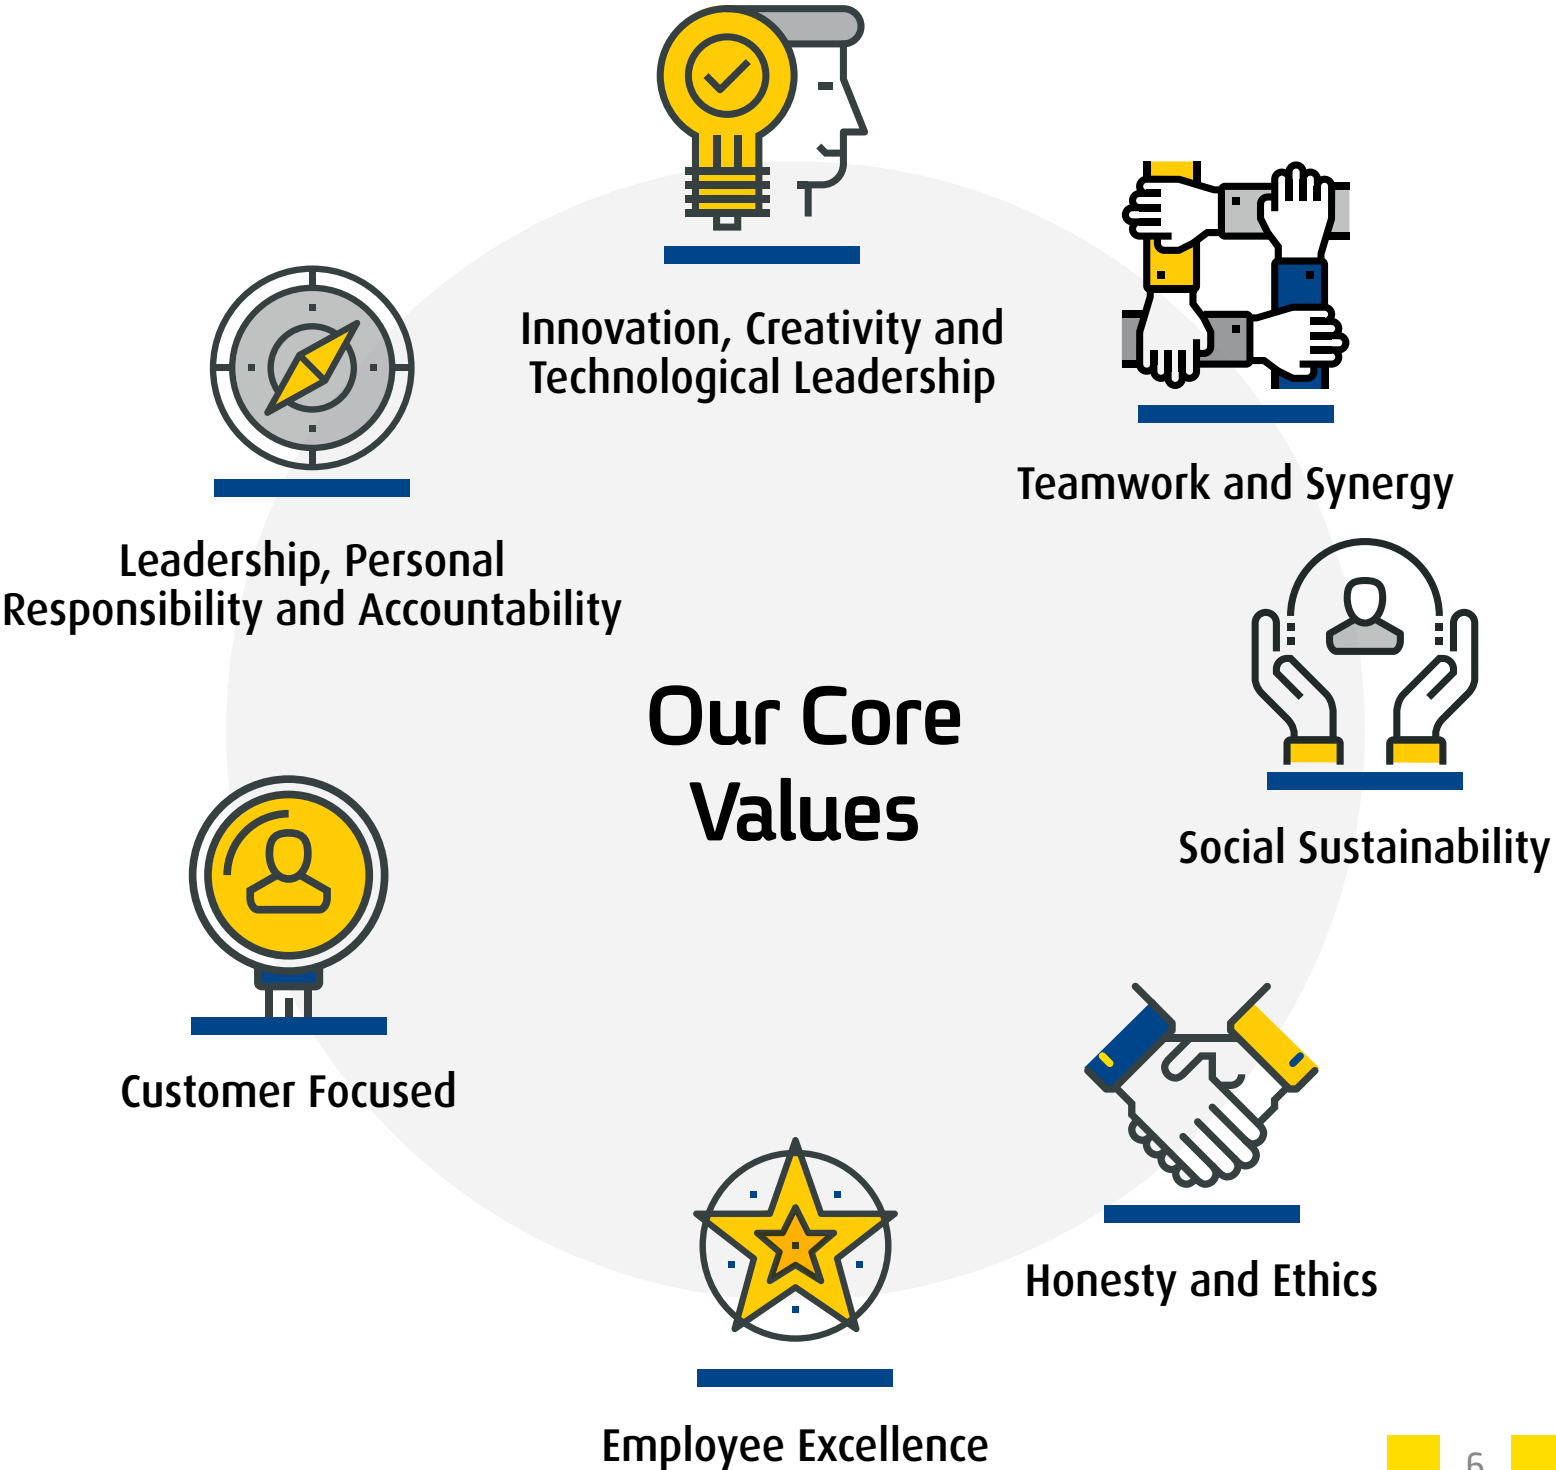 Innovation, Creativity and
Technological Leadership
Teamwork and Synergy
Leadership, Personal
Responsibility and Accountability
Our Core
Values
Social Sustainability
Customer Focused
Honesty and Ethics
Employee Excellence
6